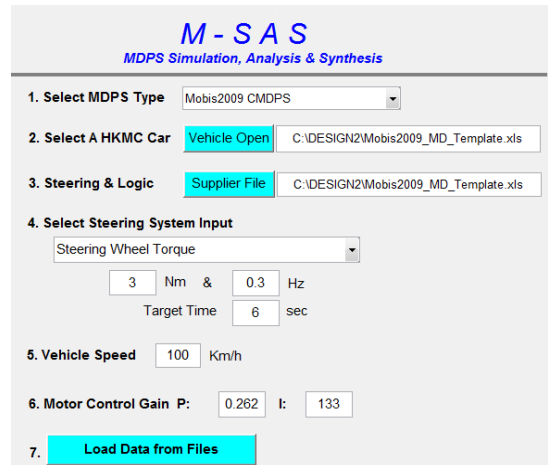 M - S A S
MDPS Simulation, Analysis & Synthesis
1. Select MDPS Type Mobis2009 CMDPS
2. Select A HKMC Car Vehicle Open C:\DESIGN2\Mobis2009_MD_Template.xls
3. Steering & Logic Supplier File C:\DESIGN2\Mobis2009_MD_Template.xls
4. Select Steering System Input
Steering Wheel Torque
3 Nm & 0.3 Hz
Target Time 6 sec
5. Vehicle Speed 100 Km/h
6. Motor Control Gain P: 0.262 I: 133
7. Load Data from Files